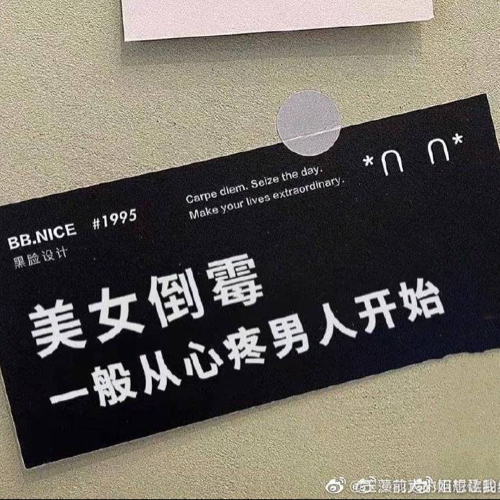 Carpe diem. Seize the day.
Make your lives extraordinary.
*∩ ∩*
BB.NICE #1995
黑脸设计
美女倒霉
一般从心疼男人开始